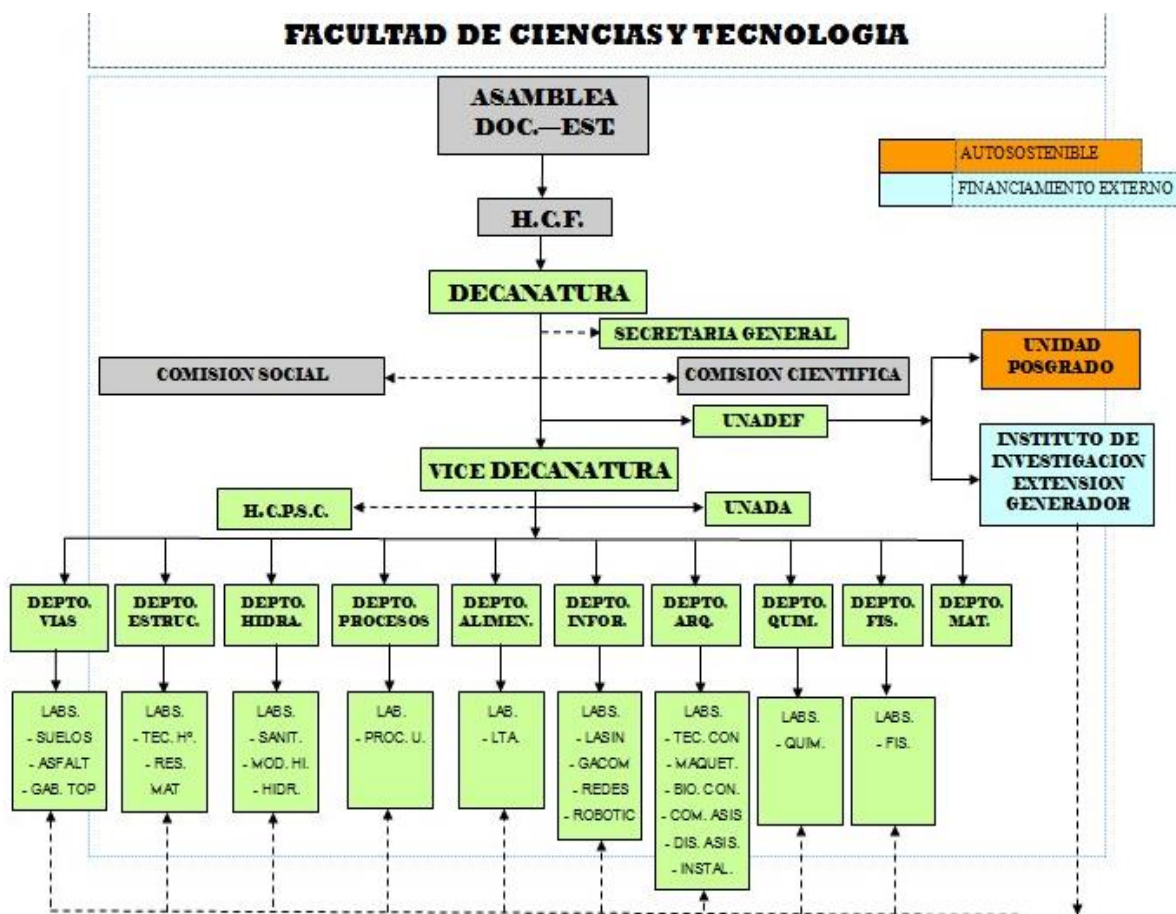 FACULTAD DE CIENCIAS Y TECNOLOGIA
ASAMBLEA
DOC.—EST.
AUTOSOSTENIBLE
FINANCIAMIENTO EXTERNO
H.C.F.
DECANATURA
SECRETARIA GENERAL
COMISION SOCIAL
COMISION CIENTIFICA
UNIDAD
POSGRADO
UNADEF
INSTITUTO DE
INVESTIGACION
EXTENSION
GENERADOR
VICE DECANATURA
H.C.P.S.C.
UNADA
DEPTO.
VIAS
DEPTO.
ESTRUC.
DEPTO.
HIDRA.
DEPTO.
PROCESOS
DEPTO.
ALIMEN.
DEPTO.
INFOR.
DEPTO.
ARQ.
DEPTO.
QUIM.
DEPTO.
FIS.
DEPTO.
MAT.
LABS.
- SUELOS
- ASFALT
- GAB. TOP
LABS.
- TEC. Hº.
- RES.
MAT
LABS.
- SANIT.
- MOD. HI.
- HIDR.
LAB.
- PROC. U.
LAB.
- LTA.
LABS.
- LASIN
- GACOM
- REDES
- ROBOTIC
LABS.
- TEC. CON
- MAQUET.
- BIO. CON.
- COM. ASIS
- DIS. ASIS.
- INSTAL.
LABS.
- QUIM.
LABS.
- FIS.